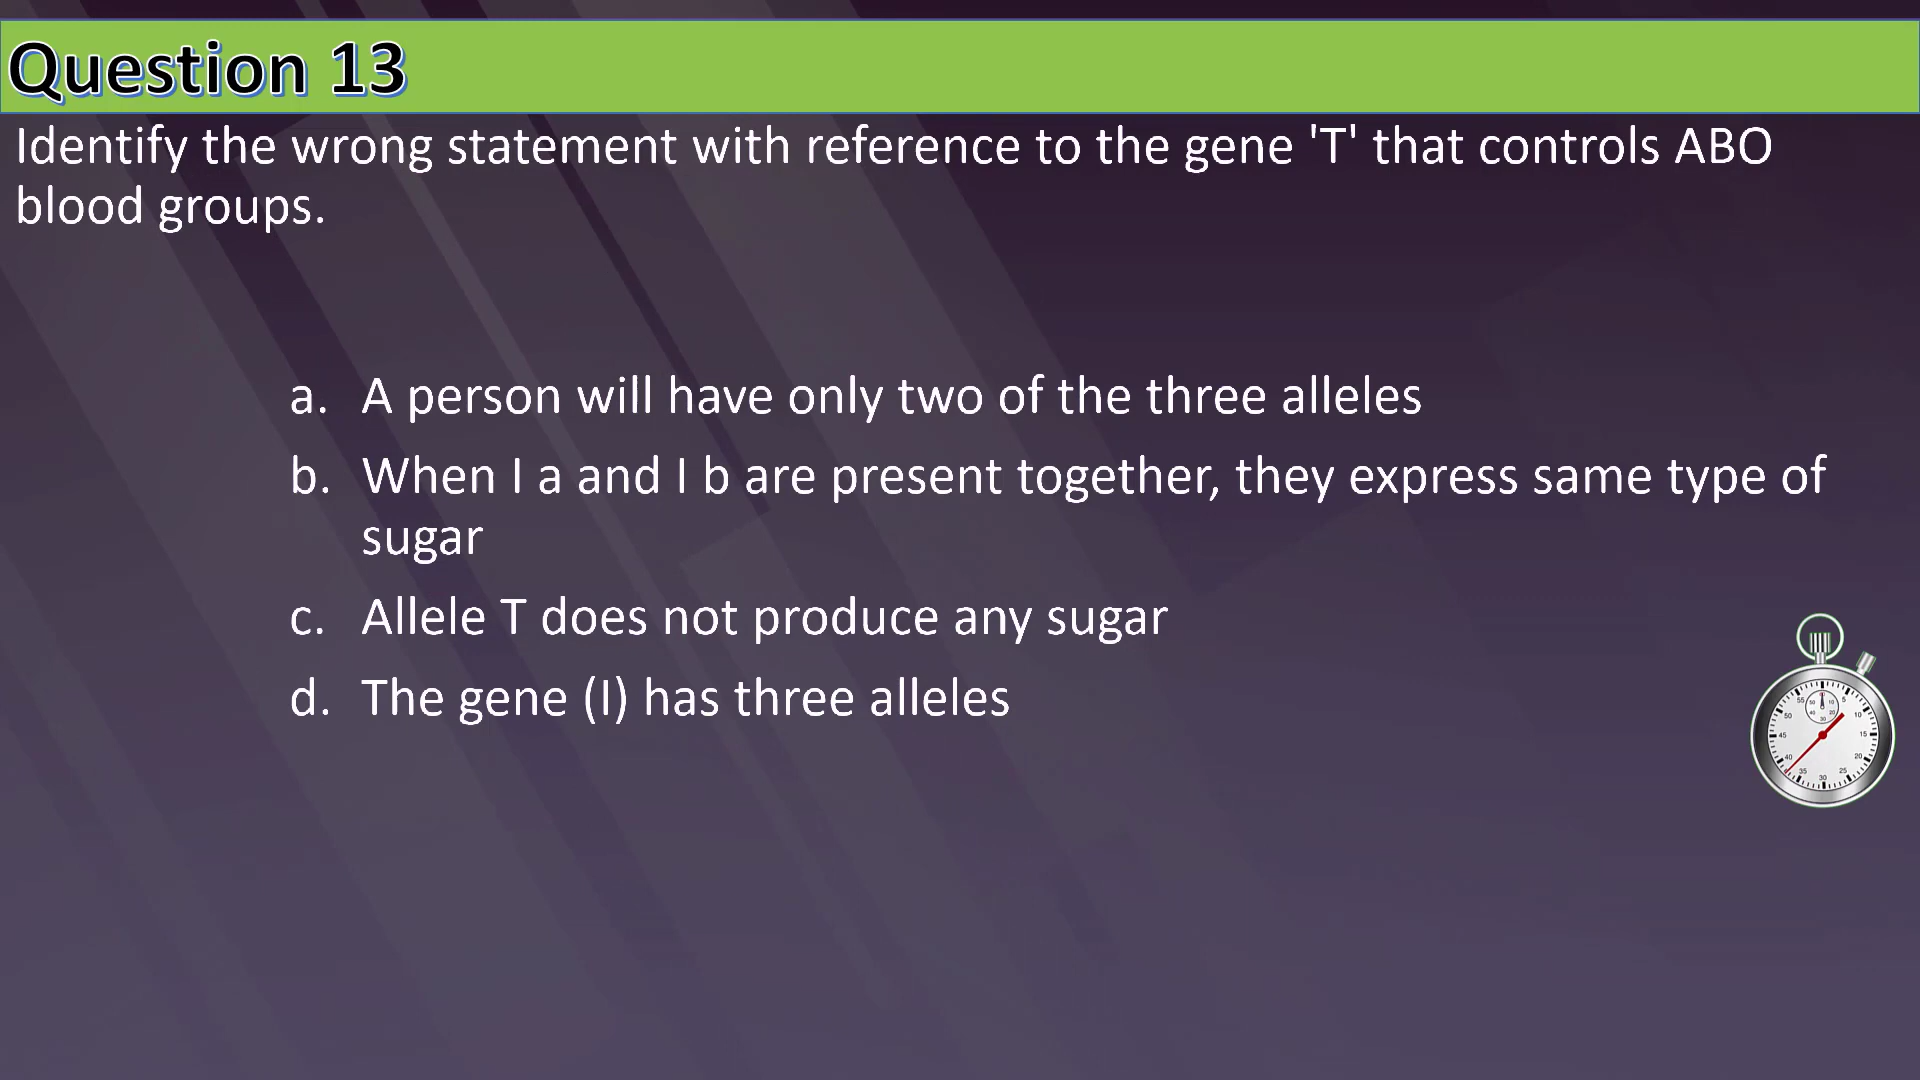 Question 13
Identify the wrong statement with reference to the gene 'T' that controls ABO
blood groups.
a. A person will have only two of the three alleles
b. When I a and I b are present together, they express same type of
sugar
c. Allele T does not produce any sugar
d. The gene (I) has three alleles